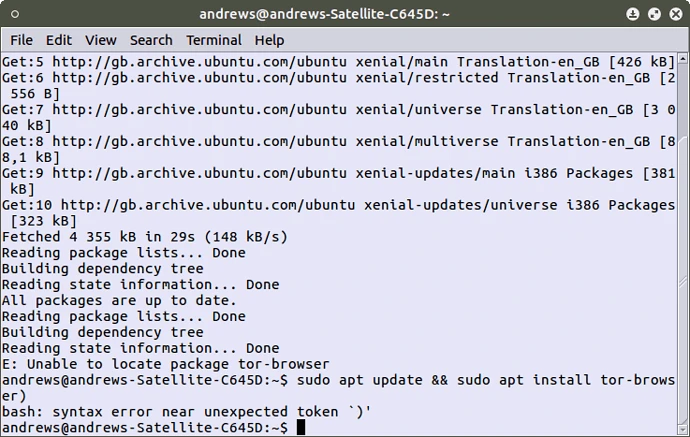 andrews@andrews-Satellite-C645D: ~
File Edit View Search Terminal Help
Get:5 http://gb.archive.ubuntu.com/ubuntu xenial/main Translation-en_GB [426 kB]
Get:6 http://gb.archive.ubuntu.com/ubuntu xenial/restricted Translation-en_GB [2
 556 B]
Get:7 http://gb.archive.ubuntu.com/ubuntu xenial/universe Translation-en_GB [3 0
40 kB]
Get:8 http://gb.archive.ubuntu.com/ubuntu xenial/multiverse Translation-en_GB [8
8,1 kB]
Get:9 http://gb.archive.ubuntu.com/ubuntu xenial-updates/main i386 Packages [381
 kB]
Get:10 http://gb.archive.ubuntu.com/ubuntu xenial-updates/universe i386 Packages
 [323 kB]
Fetched 4 355 kB in 29s (148 kB/s)
Reading package lists... Done
Building dependency tree
Reading state information... Done
All packages are up to date.
Reading package lists... Done
Building dependency tree
Reading state information... Done
E: Unable to locate package tor-browser
andrews@andrews-Satellite-C645D:~$ sudo apt update && sudo apt install tor-brows
er)
bash: syntax error near unexpected token `)'
andrews@andrews-Satellite-C645D:~$